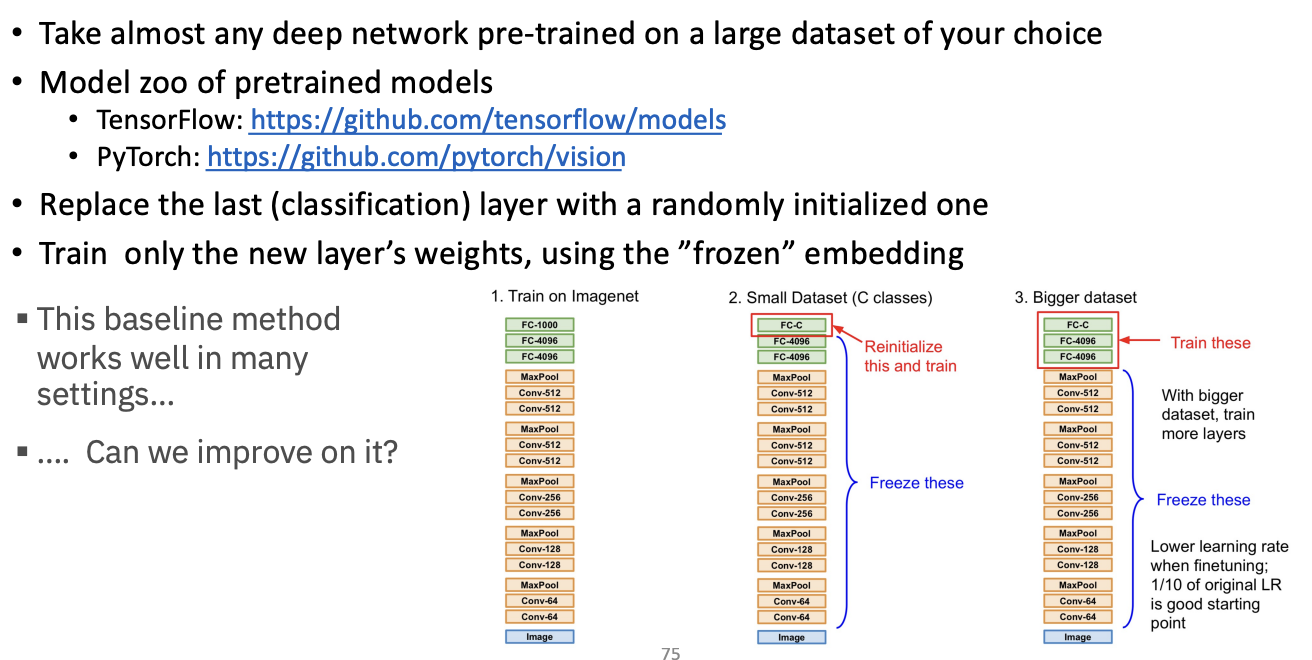 • Take almost any deep network pre-trained on a large dataset of your choice
• Model zoo of pretrained models
• TensorFlow: https://github.com/tensorflow/models
• PyTorch: https://github.com/pytorch/vision
• Replace the last (classification) layer with a randomly initialized one
• Train  only the new layer’s weights, using the ”frozen” embedding
▪ This baseline method
works well in many
settings...
▪ ....  Can we improve on it?
1. Train on Imagenet
FC-1000
FC-4096
FC-4096
MaxPool
Conv-512
Conv-512
MaxPool
Conv-512
Conv-512
MaxPool
Conv-256
Conv-256
MaxPool
Conv-128
Conv-128
MaxPool
Conv-64
Conv-64
Image
2. Small Dataset (C classes)
FC-C
FC-4096
FC-4096
MaxPool
Conv-512
Conv-512
MaxPool
Conv-512
Conv-512
MaxPool
Conv-256
Conv-256
MaxPool
Conv-128
Conv-128
MaxPool
Conv-64
Conv-64
Image
Reinitialize
this and train
Freeze these
3. Bigger dataset
FC-C
FC-4096
FC-4096
MaxPool
Conv-512
Conv-512
MaxPool
Conv-512
Conv-512
MaxPool
Conv-256
Conv-256
MaxPool
Conv-128
Conv-128
MaxPool
Conv-64
Conv-64
Image
Train these
With bigger
dataset, train
more layers
Freeze these
Lower learning rate
when finetuning;
1/10 of original LR
is good starting
point
75